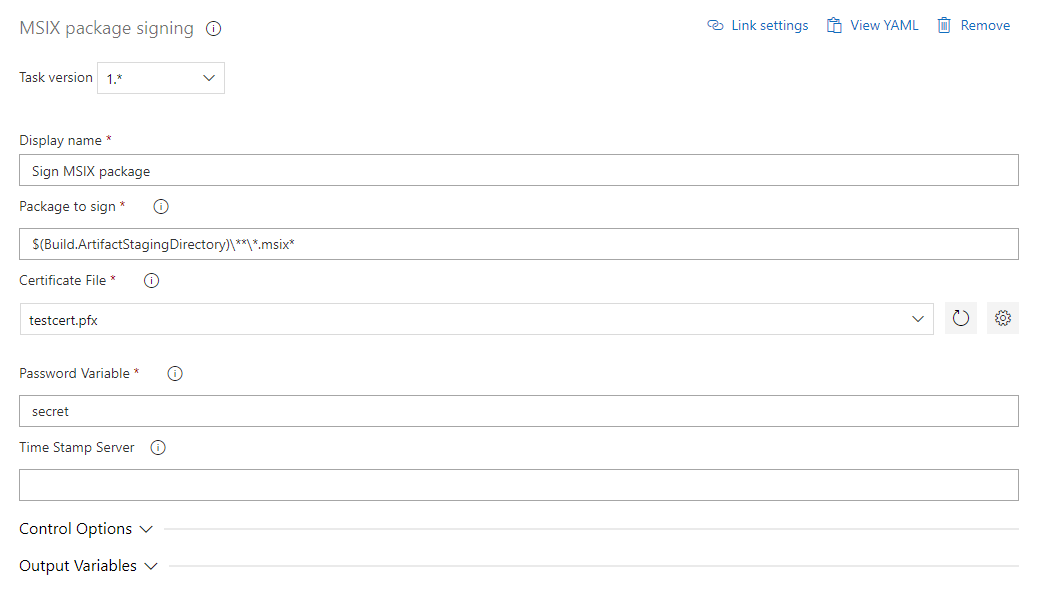 MSIX package signing
Link settings View YAML Remove
Task version 1.*
Display name *
Sign MSIX package
Package to sign *
$(Build.ArtifactStagingDirectory)\**\*.msix*
Certificate File *
testcert.pfx
Password Variable *
secret
Time Stamp Server
Control Options
Output Variables